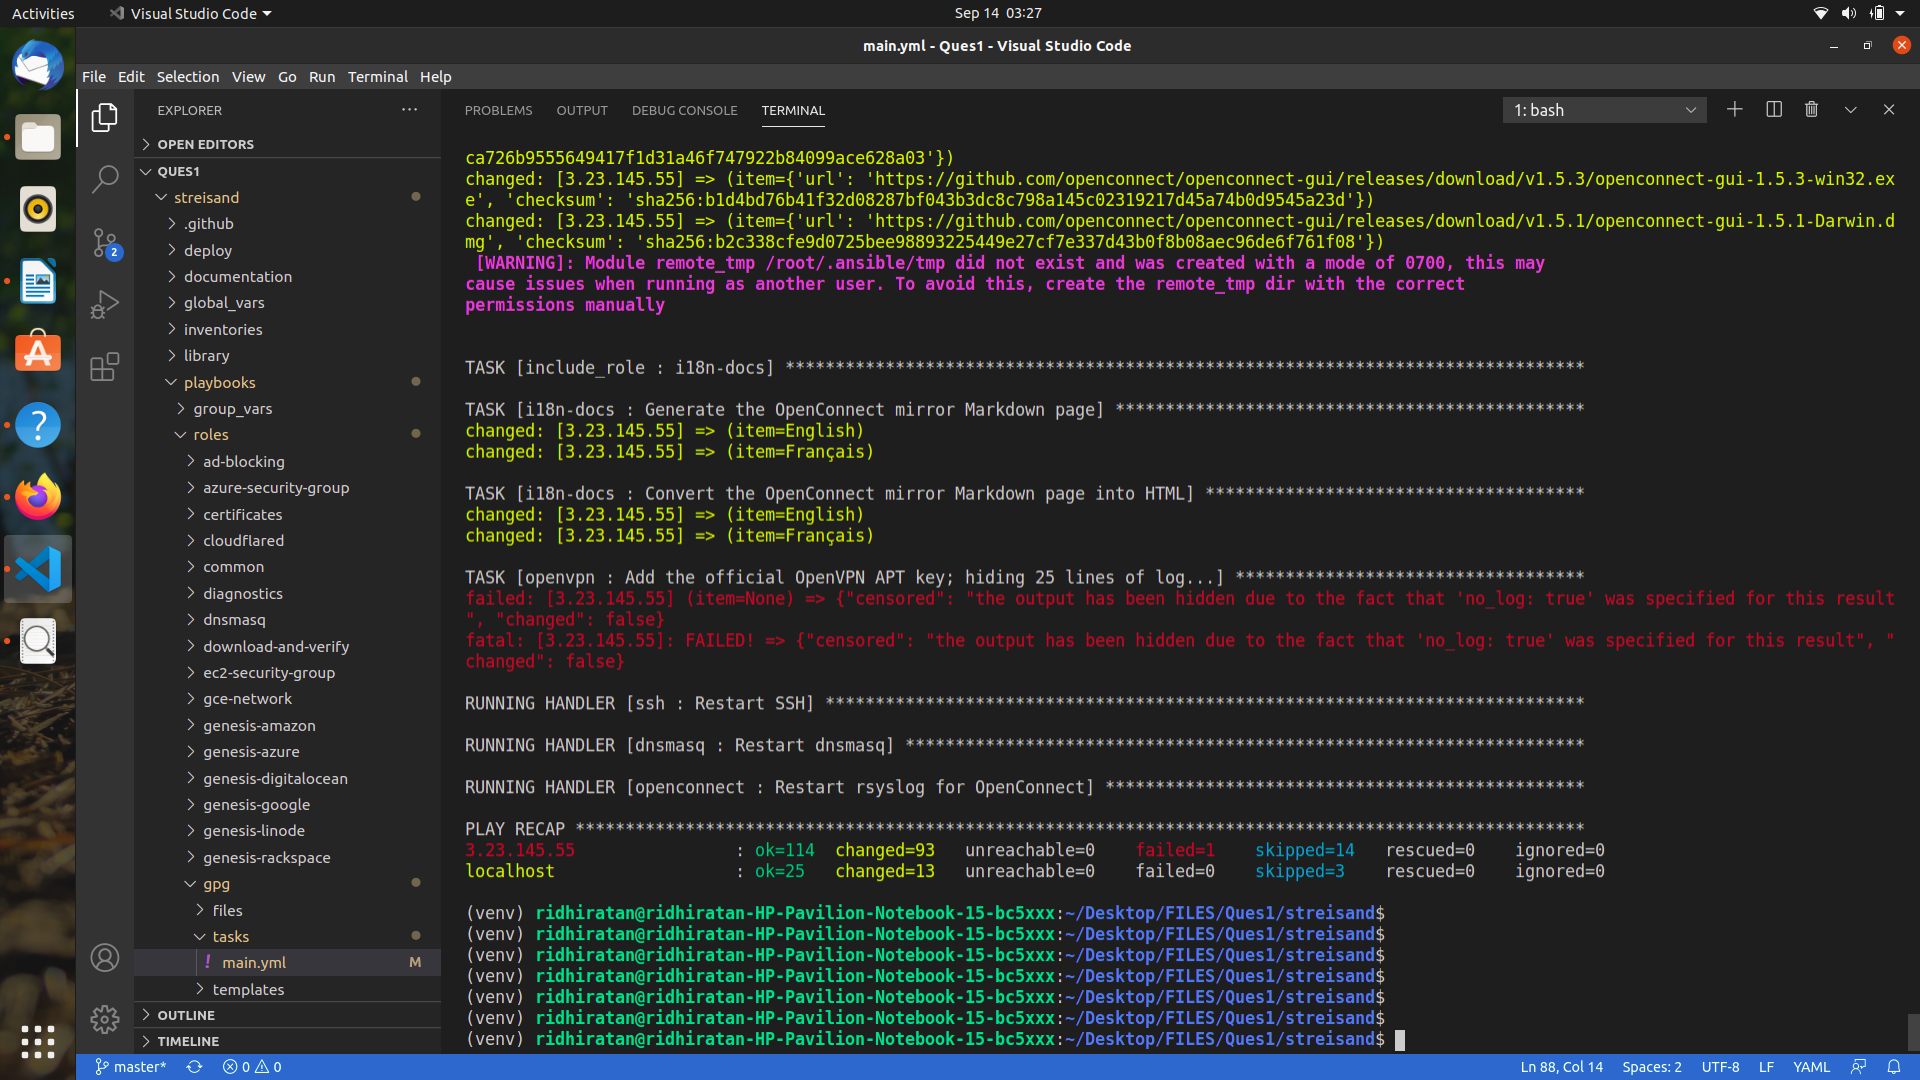 Activities
Visual Studio Code
Sep 14 03:27
main.yml - Ques1 - Visual Studio Code
File Edit Selection View Go Run Terminal Help
EXPLORER
PROBLEMS OUTPUT DEBUG CONSOLE TERMINAL
1: bash
OPEN EDITORS
QUES1
streisand
.github
deploy
2
documentation
global_vars
inventories
library
playbooks
group_vars
roles
ad-blocking
azure-security-group
certificates
cloudflared
common
diagnostics
dnsmasq
download-and-verify
ec2-security-group
gce-network
genesis-amazon
genesis-azure
genesis-digitalocean
genesis-google
genesis-linode
genesis-rackspace
gpg
files
tasks
! main.yml M
templates
OUTLINE
TIMELINE
ca726b9555649417f1d31a46f747922b84099ace628a03'})
changed: [3.23.145.55] => (item={'url': 'https://github.com/openconnect/openconnect-gui/releases/download/v1.5.3/openconnect-gui-1.5.3-win32.ex
e', 'checksum': 'sha256:b1d4bd76b41f32d08287bf043b3dc8c798a145c02319217d45a74b0d9545a23d'})
changed: [3.23.145.55] => (item={'url': 'https://github.com/openconnect/openconnect-gui/releases/download/v1.5.1/openconnect-gui-1.5.1-Darwin.d
mg', 'checksum': 'sha256:b2c338cfe9d0725bee98893225449e27cf7e337d43b0f8b08aec96de6f761f08'})
[WARNING]: Module remote_tmp /root/.ansible/tmp did not exist and was created with a mode of 0700, this may
cause issues when running as another user. To avoid this, create the remote_tmp dir with the correct
permissions manually
TASK [include_role : i18n-docs] ********************************************************************************
TASK [i18n-docs : Generate the OpenConnect mirror Markdown page] ***********************************************
changed: [3.23.145.55] => (item=English)
changed: [3.23.145.55] => (item=Français)
TASK [i18n-docs : Convert the OpenConnect mirror Markdown page into HTML] **************************************
changed: [3.23.145.55] => (item=English)
changed: [3.23.145.55] => (item=Français)
TASK [openvpn : Add the official OpenVPN APT key; hiding 25 lines of log...] ***********************************
failed: [3.23.145.55] (item=None) => {"censored": "the output has been hidden due to the fact that 'no_log: true' was specified for this result
", "changed": false}
fatal: [3.23.145.55]: FAILED! => {"censored": "the output has been hidden due to the fact that 'no_log: true' was specified for this result", "
changed": false}
RUNNING HANDLER [ssh : Restart SSH] ****************************************************************************
RUNNING HANDLER [dnsmasq : Restart dnsmasq] ********************************************************************
RUNNING HANDLER [openconnect : Restart rsyslog for OpenConnect] ************************************************
PLAY RECAP *****************************************************************************************************
3.23.145.55 : ok=114 changed=93 unreachable=0 failed=1 skipped=14 rescued=0 ignored=0
localhost : ok=25 changed=13 unreachable=0 failed=0 skipped=3 rescued=0 ignored=0
(venv) ridhiratan@ridhiratan-HP-Pavilion-Notebook-15-bc5xxx:~/Desktop/FILES/Ques1/streisand$
(venv) ridhiratan@ridhiratan-HP-Pavilion-Notebook-15-bc5xxx:~/Desktop/FILES/Ques1/streisand$
(venv) ridhiratan@ridhiratan-HP-Pavilion-Notebook-15-bc5xxx:~/Desktop/FILES/Ques1/streisand$
(venv) ridhiratan@ridhiratan-HP-Pavilion-Notebook-15-bc5xxx:~/Desktop/FILES/Ques1/streisand$
(venv) ridhiratan@ridhiratan-HP-Pavilion-Notebook-15-bc5xxx:~/Desktop/FILES/Ques1/streisand$
(venv) ridhiratan@ridhiratan-HP-Pavilion-Notebook-15-bc5xxx:~/Desktop/FILES/Ques1/streisand$
(venv) ridhiratan@ridhiratan-HP-Pavilion-Notebook-15-bc5xxx:~/Desktop/FILES/Ques1/streisand$
master* 0 0 Ln 88, Col 14 Spaces: 2 UTF-8 LF YAML